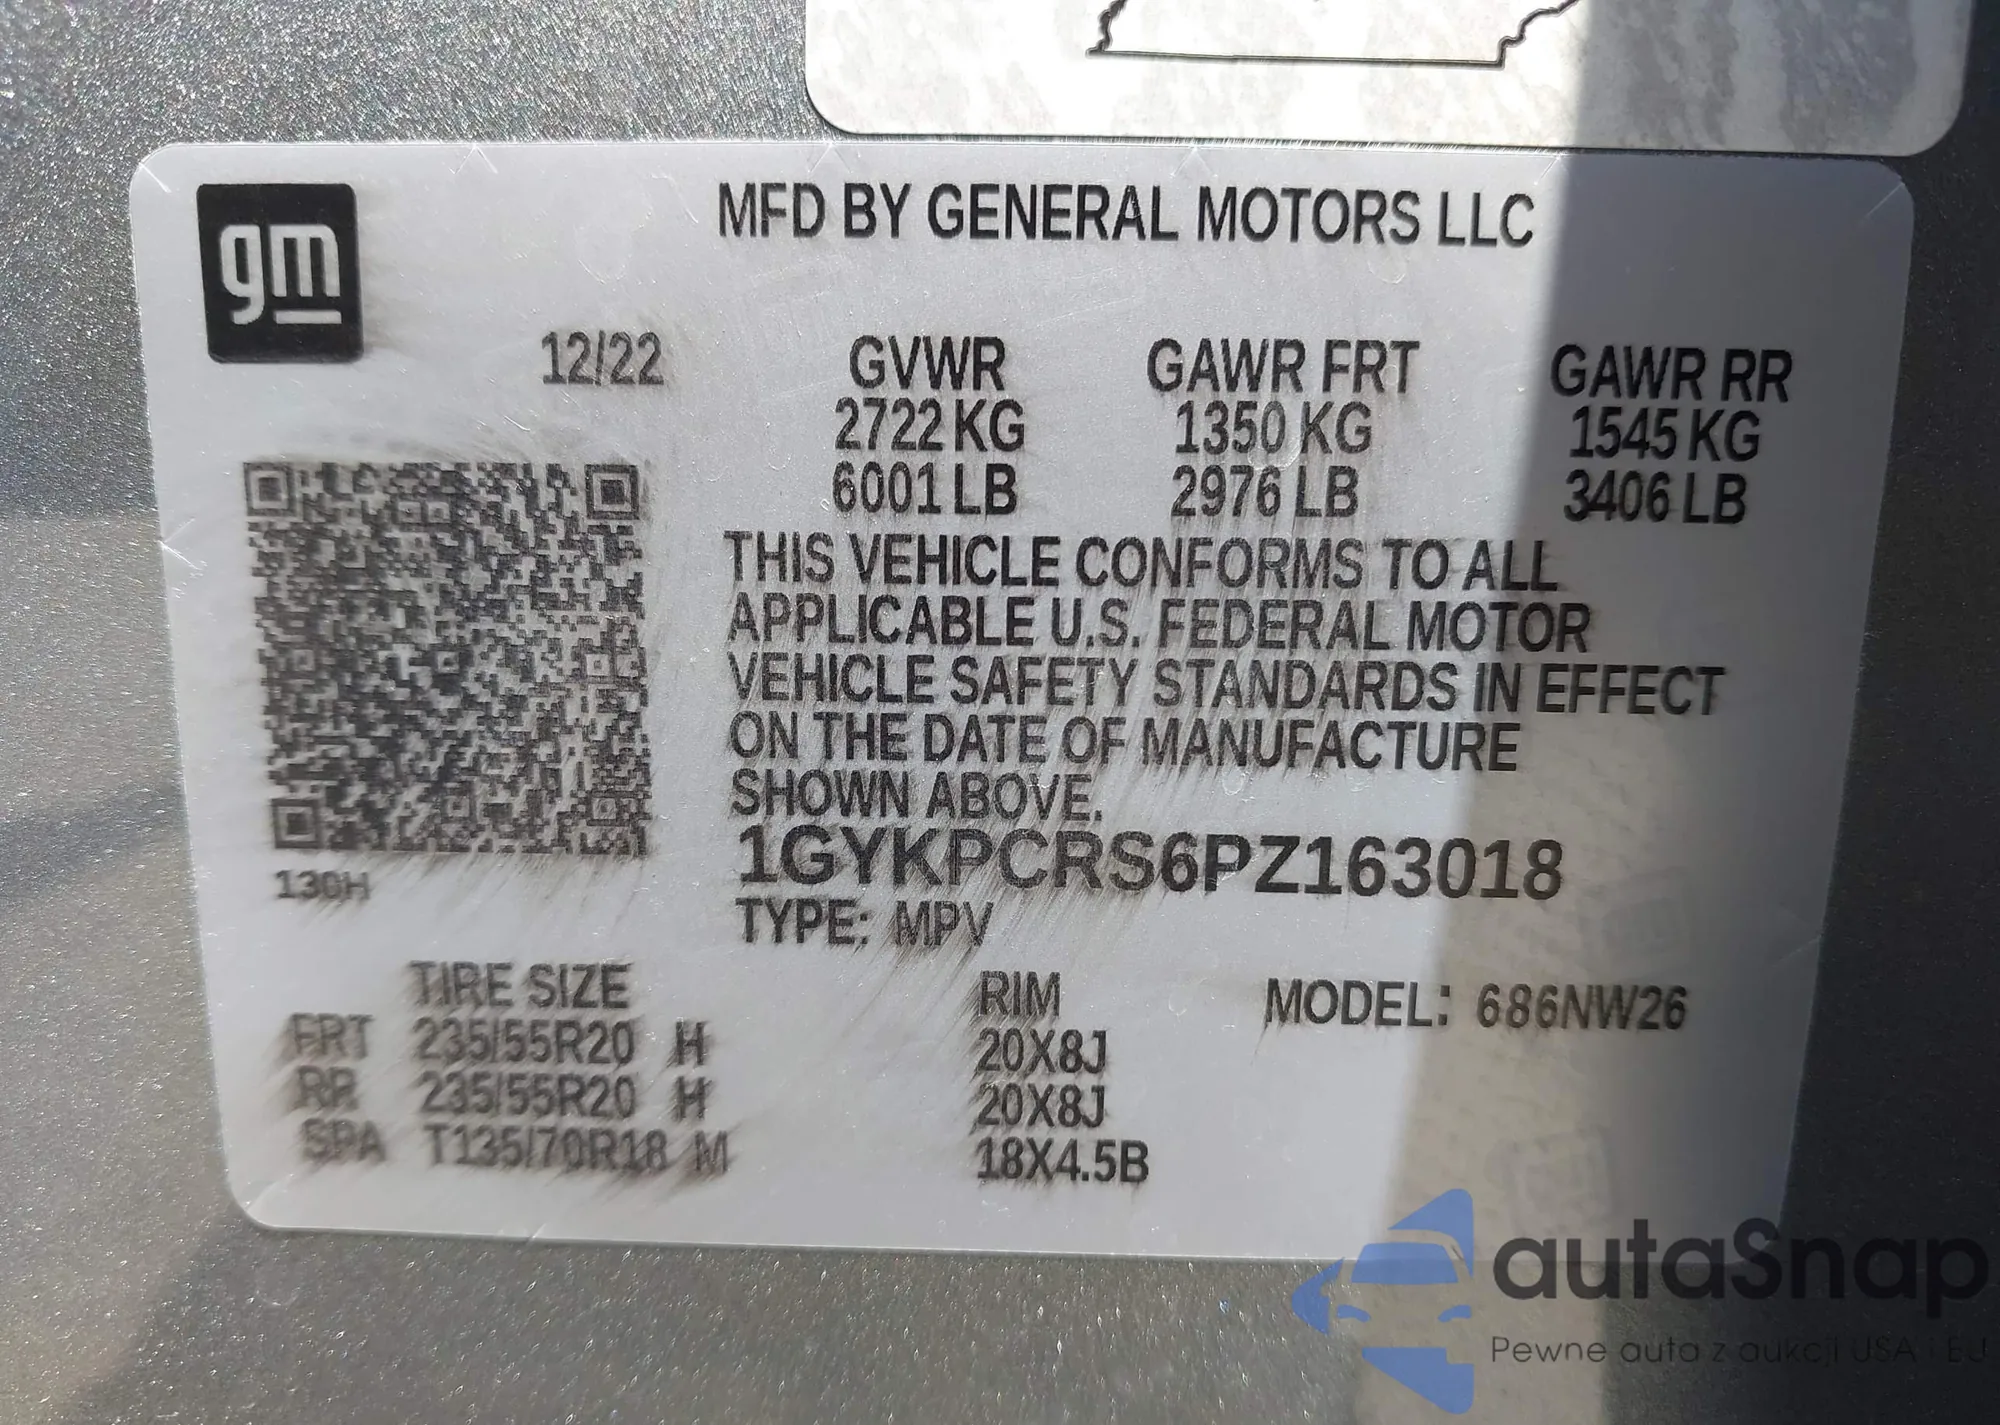 gm
MFD BY GENERAL MOTORS LLC
12/22
GVWR GAWR FRT GAWR RR
2722 KG 1350 KG 1545 KG
6001 LB 2976 LB 3406 LB
THIS VEHICLE CONFORMS TO ALL
APPLICABLE U.S. FEDERAL MOTOR
VEHICLE SAFETY STANDARDS IN EFFECT
ON THE DATE OF MANUFACTURE
SHOWN ABOVE.
1GYKPCRS6PZ163018
130H
TYPE: MPV
TIRE SIZE RIM MODEL: 686NW26
FRT 235/55R20 H 20X8J
RR 235/55R20 H 20X8J
SPA T135/70R18 M 18X4.5B
autaSnap
Pewne auta z aukcji USA i EU